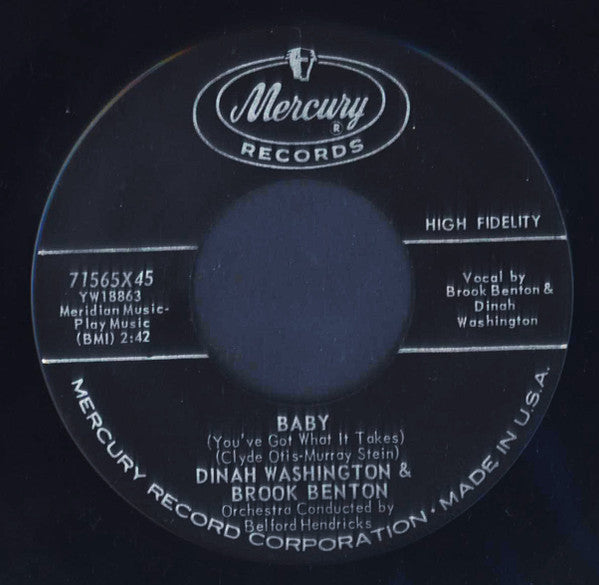 Mercury
®
RECORDS
HIGH FIDELITY
71565X45
YW18863
Meridian Music-
Play Music
(BMI) 2:42
Vocal by
Brook Benton &
Dinah
Washington
BABY
(You've Got What It Takes)
(Clyde Otis-Murray Stein)
DINAH WASHINGTON &
BROOK BENTON
Orchestra Conducted by
Belford Hendricks
MERCURY RECORD CORPORATION • MADE IN U.S.A.